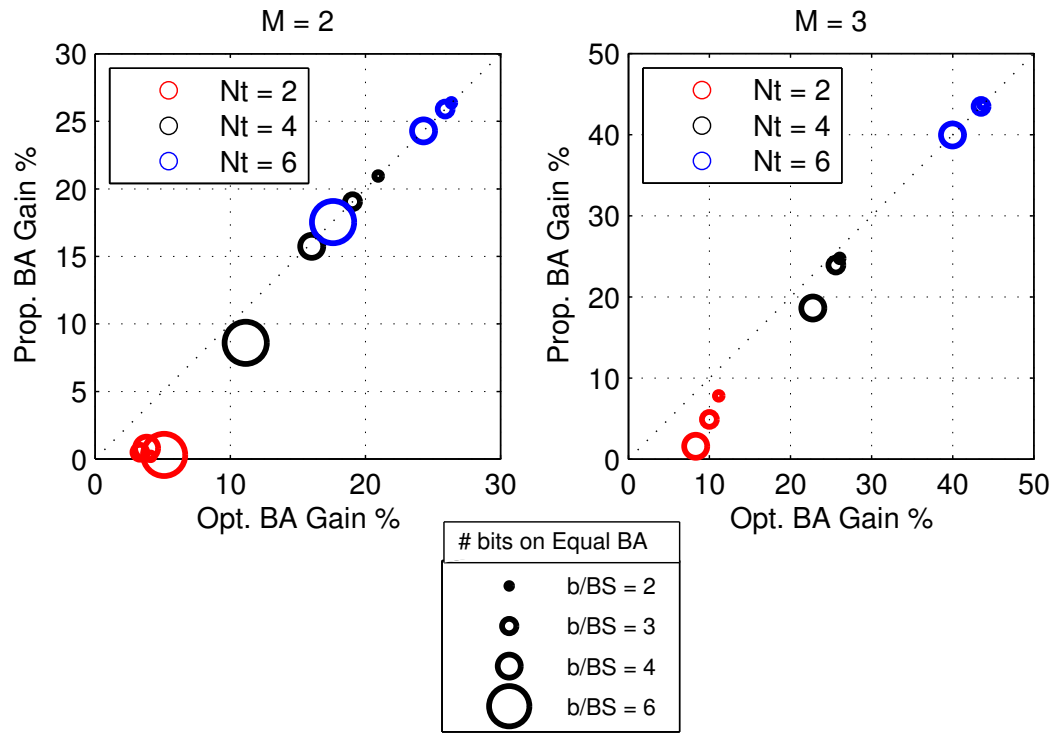 M = 2
30
25
20
15
10
5
0
0
10
20
30
Prop. BA Gain %
Opt. BA Gain %
Nt = 2
Nt = 4
Nt = 6
M = 3
50
40
30
20
10
0
0
10
20
30
40
50
Prop. BA Gain %
Opt. BA Gain %
Nt = 2
Nt = 4
Nt = 6
# bits on Equal BA
b/BS = 2
b/BS = 3
b/BS = 4
b/BS = 6